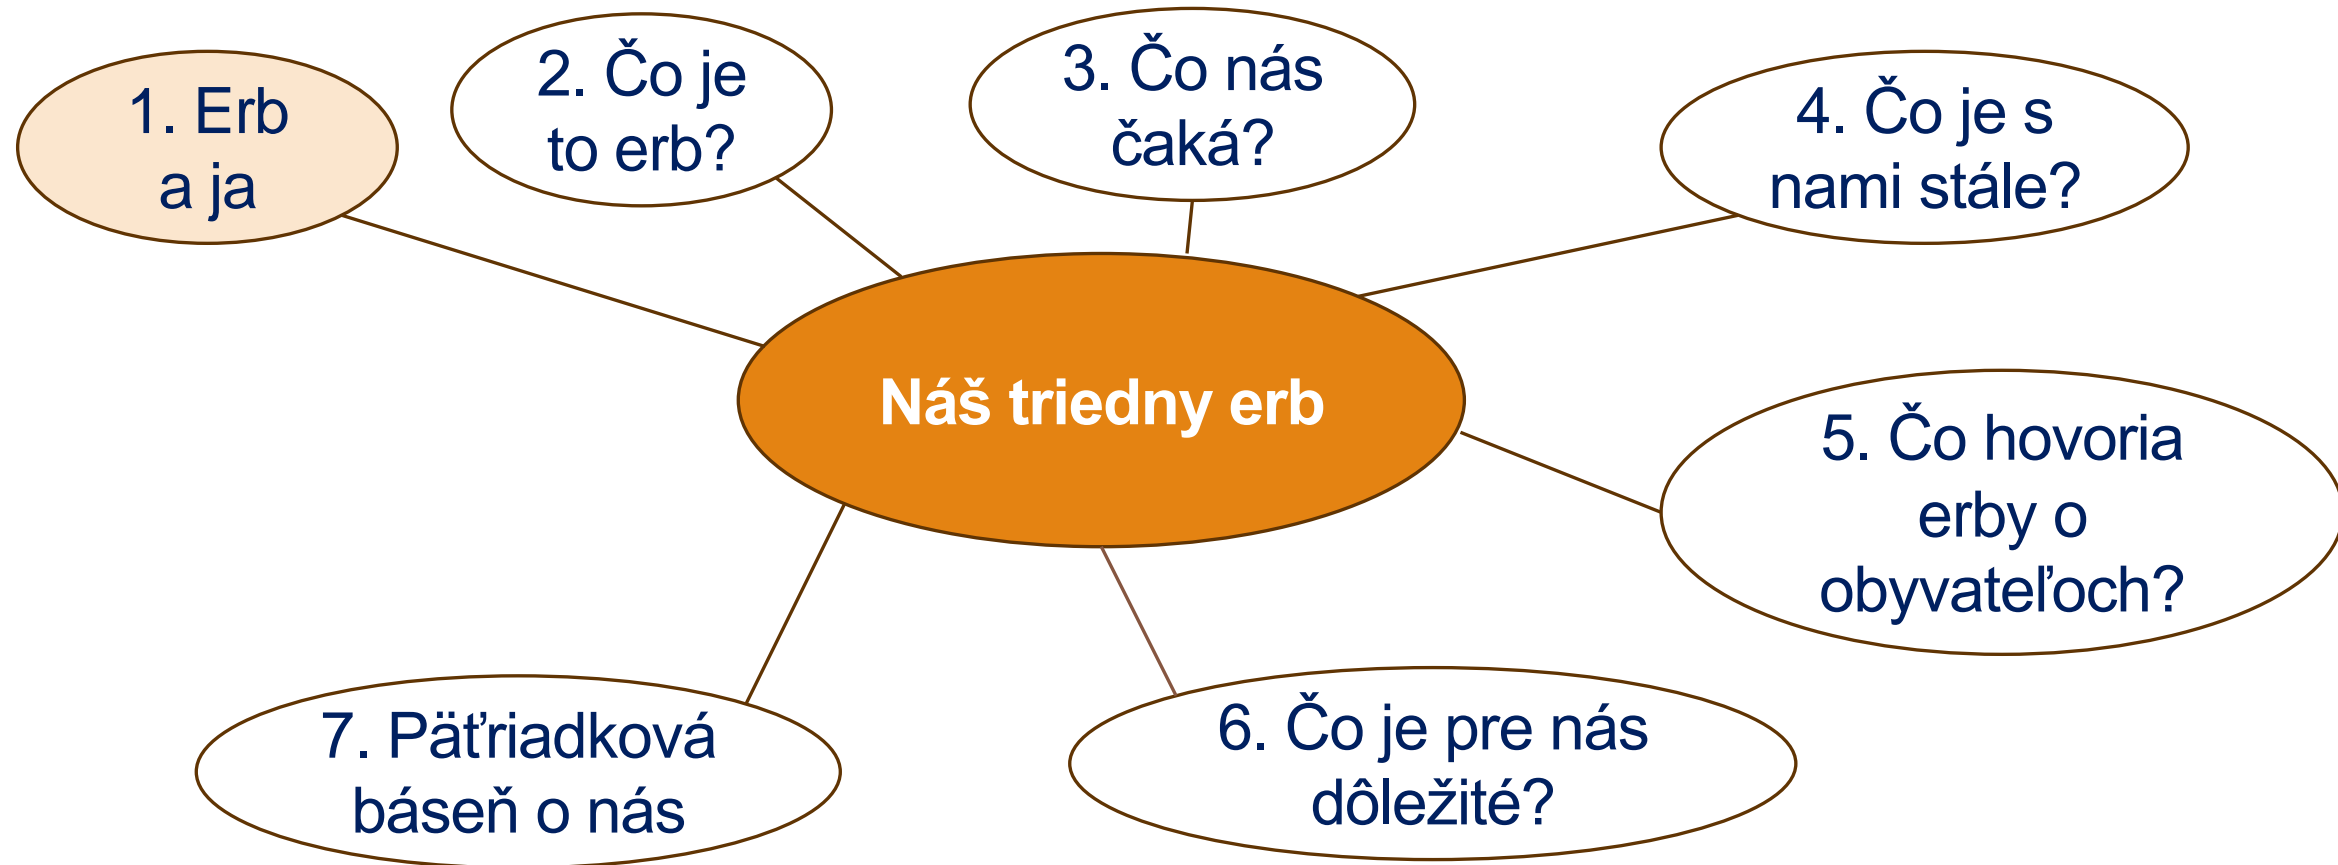 1. Erb
a ja
2. Čo je
to erb?
3. Čo nás
čaká?
4. Čo je s
nami stále?
Náš triedny erb
5. Čo hovoria
erby o
obyvateľoch?
6. Čo je pre nás
dôležité?
7. Päťriadková
báseň o nás